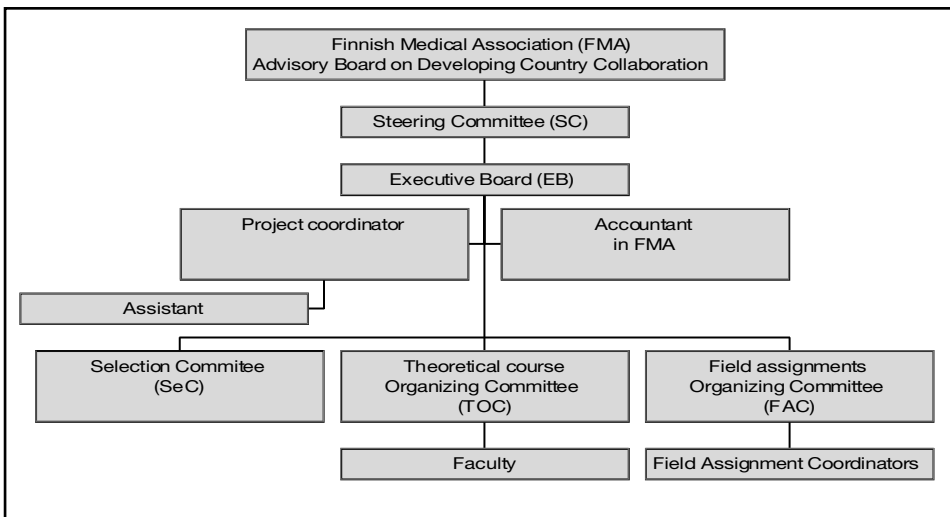 Finnish Medical Association (FMA)
Advisory Board on Developing Country Collaboration
Steering Committee (SC)
Executive Board (EB)
Project coordinator
Accountant
in FMA
Assistant
Selection Commitee
(SeC)
Theoretical course
Organizing Committee
(TOC)
Field assignments
Organizing Committee
(FAC)
Faculty
Field Assignment Coordinators